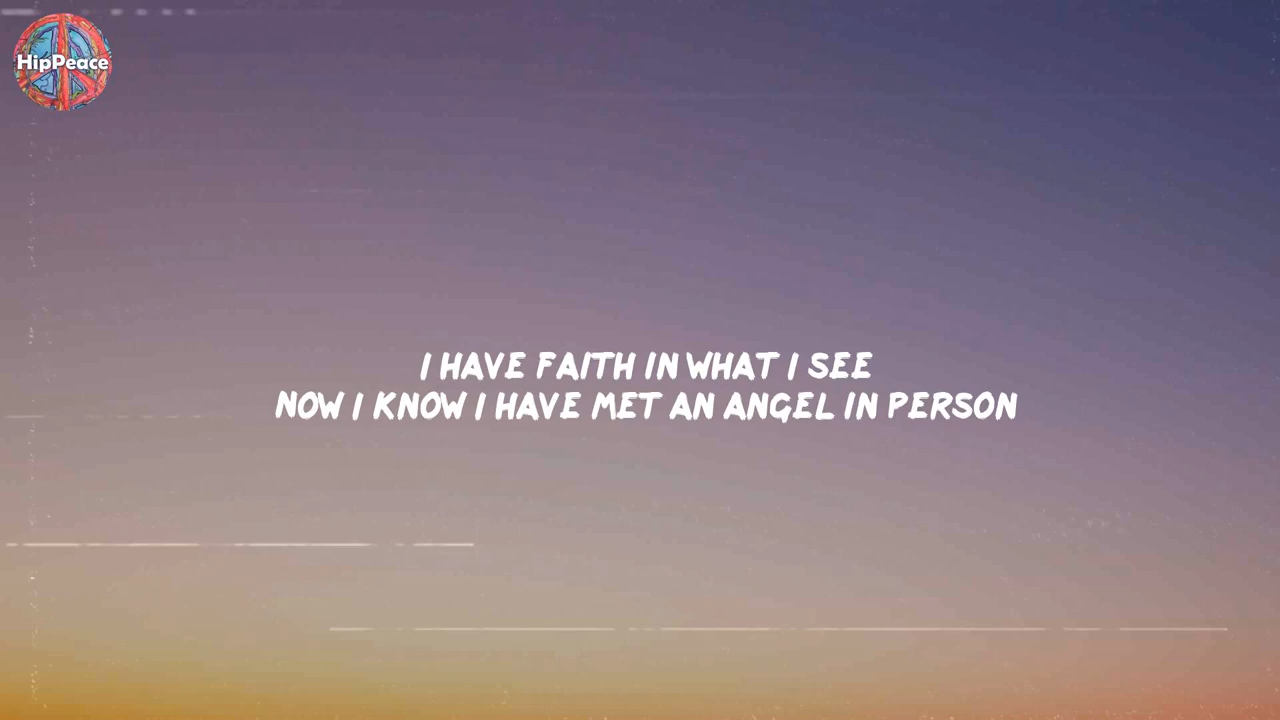 HipPeace
I HAVE FAITH IN WHAT I SEE
NOW I KNOW I HAVE MET AN ANGEL IN PERSON